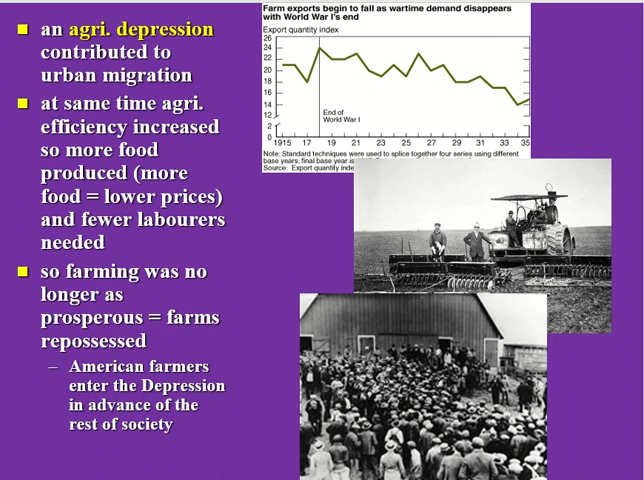 an agri. depression
contributed to
urban migration
at same time agri.
efficiency increased
so more food
produced (more
food = lower prices)
and fewer labourers
needed
so farming was no
longer as
prosperous = farms
repossessed
– American farmers
enter the Depression
in advance of the
rest of society
Farm exports begin to fall as wartime demand disappears
with World War I's end
Export quantity index
26
24
22
20
18
16
14
12
2
0
End of
World War I
1915 17 19 21 23 25 27 29 31 33 35
Note: Standard techniques were used to splice together four series using different
base years; final base year is
Source: Export quantity inde